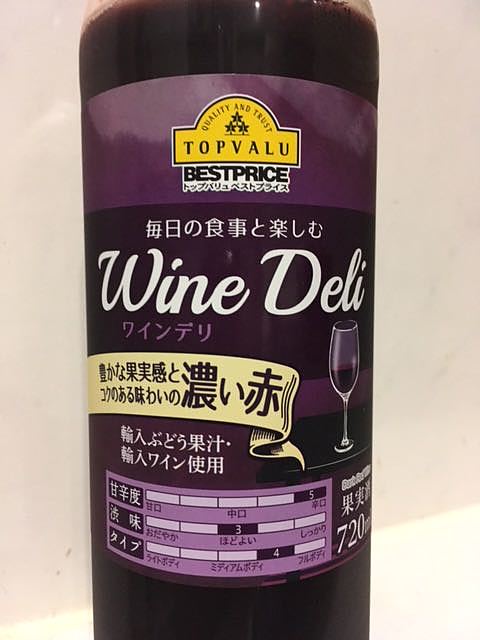 QUALITY AND TRUST
TOPVALU
BESTPRICE
トップバリュ ベストプライス
毎日の食事と楽しむ
Wine Deli
ワインデリ
豊かな果実感と
コクのある味わいの濃い赤
輸入ぶどう果汁・
輸入ワイン使用
甘辛度 5
甘口 中口 辛口
渋味 3
おだやか ほどよい しっかり
タイプ 4
ライトボディ ミディアムボディ フルボディ
果実酒
720m